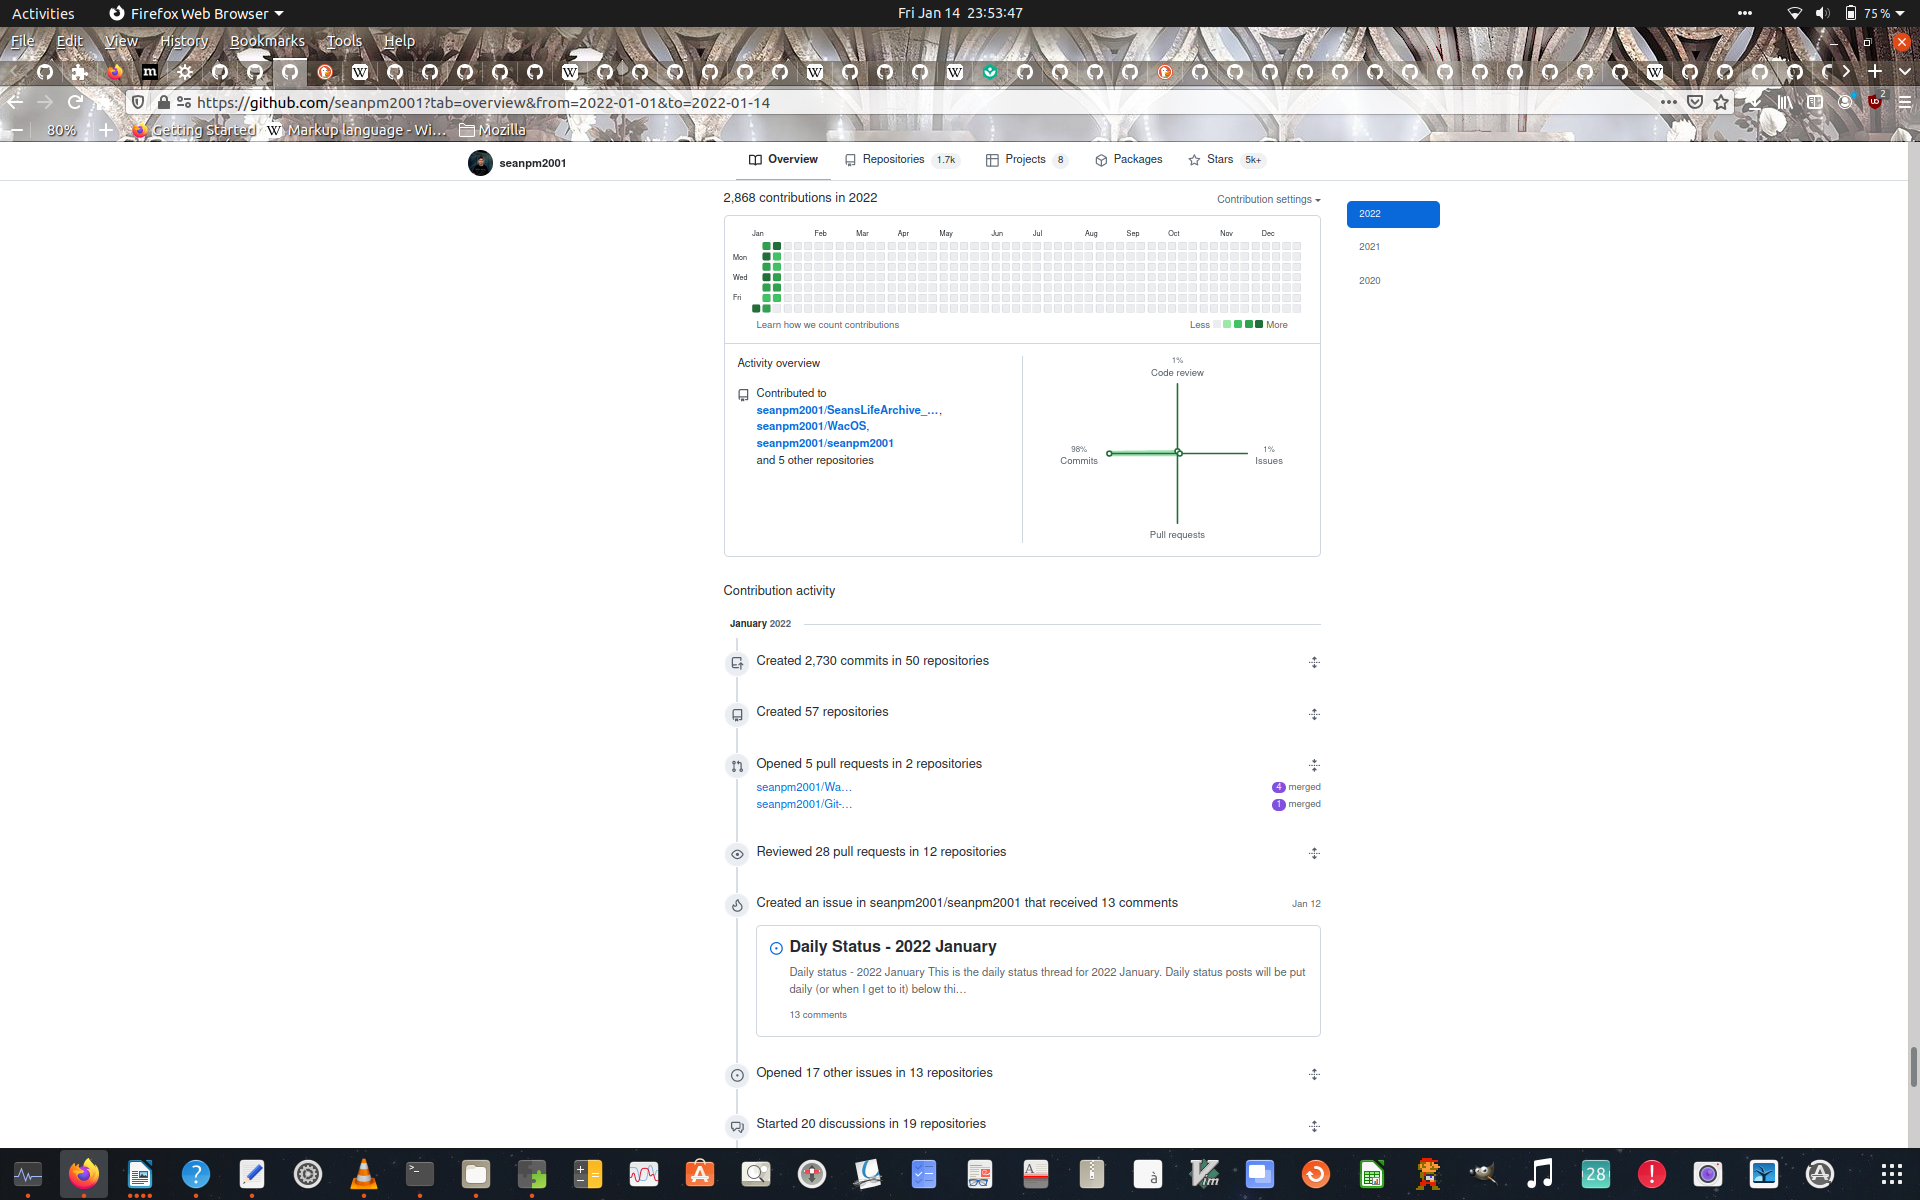 Activities
Firefox Web Browser
Fri Jan 14 23:53:47
75 %
File Edit View History Bookmarks Tools Help
https://github.com/seanpm2001?tab=overview&from=2022-01-01&to=2022-01-14
2
80%
Getting Started
Markup language - Wi...
Mozilla
seanpm2001
Overview
Repositories 1.7k
Projects 8
Packages
Stars 5k+
2,868 contributions in 2022
Contribution settings
2022
2021
2020
Jan Feb Mar Apr May Jun Jul Aug Sep Oct Nov Dec
Mon
Wed
Fri
Learn how we count contributions
Less
More
Activity overview
Contributed to
seanpm2001/SeansLifeArchive_...,
seanpm2001/WacOS,
seanpm2001/seanpm2001
and 5 other repositories
1%
Code review
98%
Commits
1%
Issues
Pull requests
Contribution activity
January 2022
Created 2,730 commits in 50 repositories
Created 57 repositories
Opened 5 pull requests in 2 repositories
seanpm2001/Wa...
4 merged
seanpm2001/Git-...
1 merged
Reviewed 28 pull requests in 12 repositories
Created an issue in seanpm2001/seanpm2001 that received 13 comments
Jan 12
Daily Status - 2022 January
Daily status - 2022 January This is the daily status thread for 2022 January. Daily status posts will be put
daily (or when I get to it) below thi...
13 comments
Opened 17 other issues in 13 repositories
Started 20 discussions in 19 repositories
28